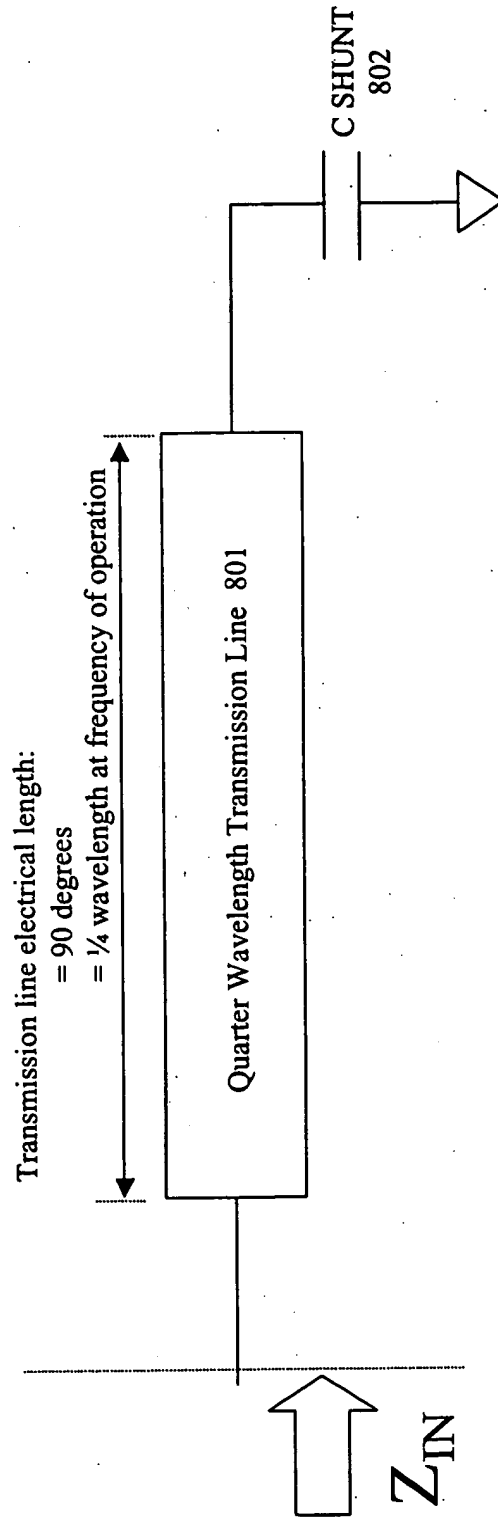 Transmission line electrical length:
= 90 degrees
= ¼ wavelength at frequency of operation
Quarter Wavelength Transmission Line 801
C SHUNT
802
Z_IN